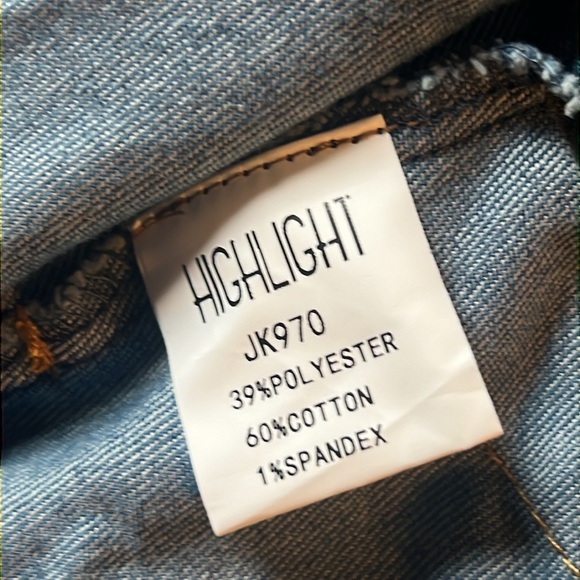 HIGHLIGHT
JK970
39%POLYESTER
60%COTTON
1%SPANDEX